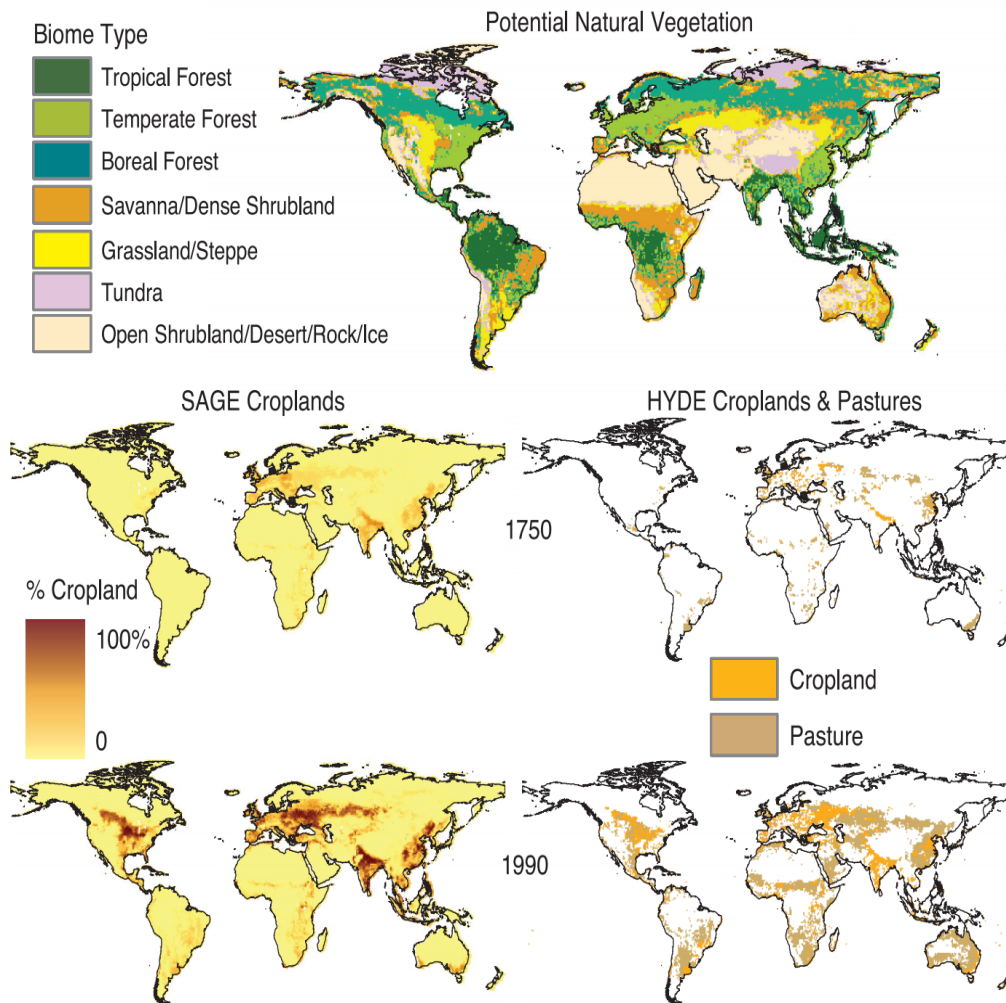 Potential Natural Vegetation
Biome Type
Tropical Forest
Temperate Forest
Boreal Forest
Savanna/Dense Shrubland
Grassland/Steppe
Tundra
Open Shrubland/Desert/Rock/Ice
SAGE Croplands
HYDE Croplands & Pastures
1750
% Cropland
100%
0
Cropland
Pasture
1990